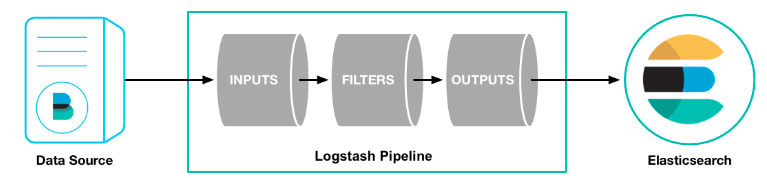 INPUTS
FILTERS
OUTPUTS
Data Source
Logstash Pipeline
Elasticsearch